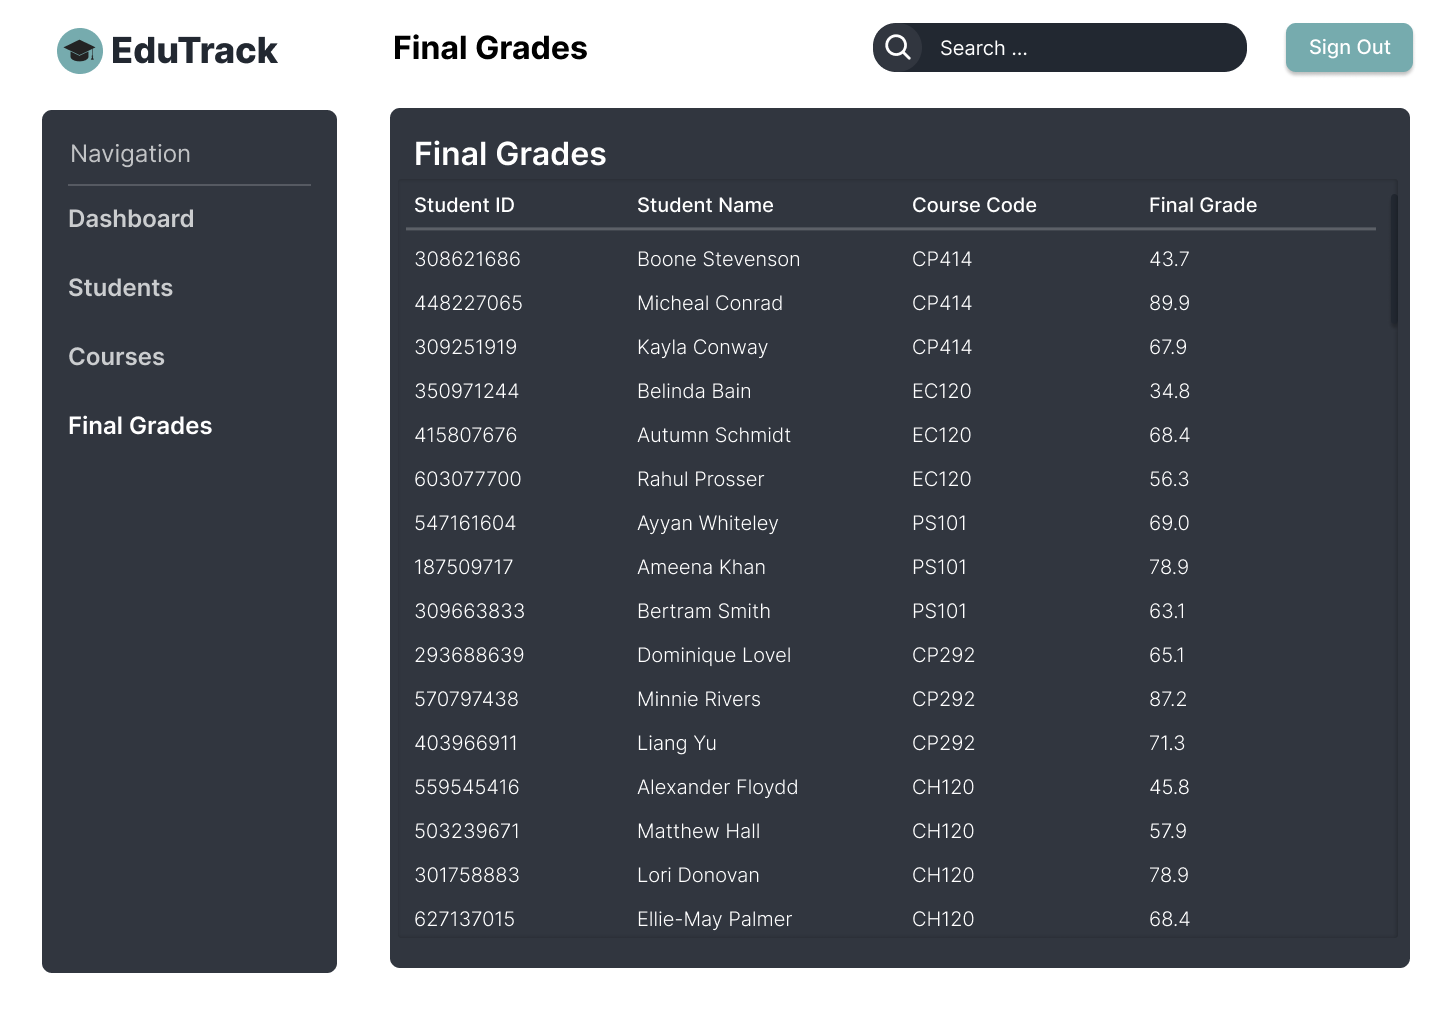 EduTrack
Final Grades
Search ...
Sign Out
Navigation
Dashboard
Students
Courses
Final Grades
Final Grades
Student ID Student Name Course Code Final Grade
308621686 Boone Stevenson CP414 43.7
448227065 Micheal Conrad CP414 89.9
309251919 Kayla Conway CP414 67.9
350971244 Belinda Bain EC120 34.8
415807676 Autumn Schmidt EC120 68.4
603077700 Rahul Prosser EC120 56.3
547161604 Ayyan Whiteley PS101 69.0
187509717 Ameena Khan PS101 78.9
309663833 Bertram Smith PS101 63.1
293688639 Dominique Lovel CP292 65.1
570797438 Minnie Rivers CP292 87.2
403966911 Liang Yu CP292 71.3
559545416 Alexander Floydd CH120 45.8
503239671 Matthew Hall CH120 57.9
301758883 Lori Donovan CH120 78.9
627137015 Ellie-May Palmer CH120 68.4